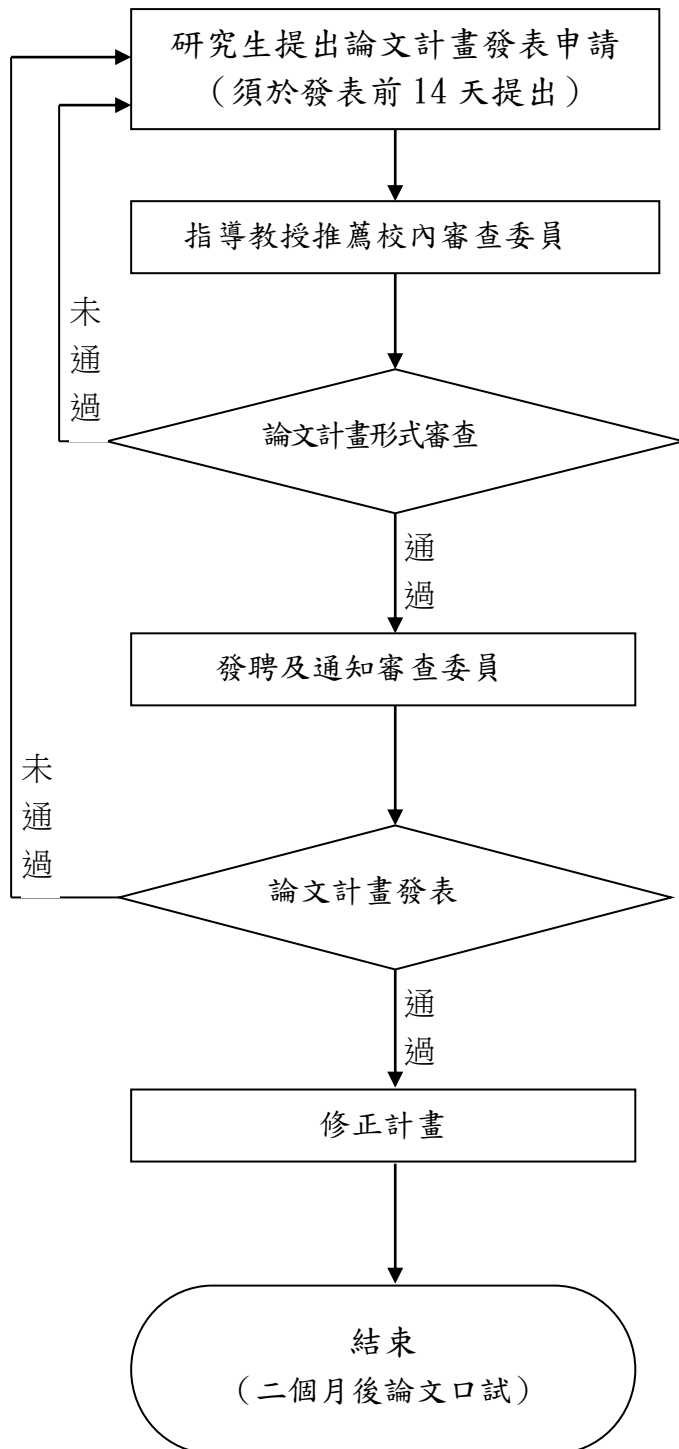 研究生提出論文計畫發表申請
（須於發表前 14 天提出）
指導教授推薦校內審查委員
未通過
論文計畫形式審查
通過
發聘及通知審查委員
未通過
論文計畫發表
通過
修正計畫
結束
（二個月後論文口試）